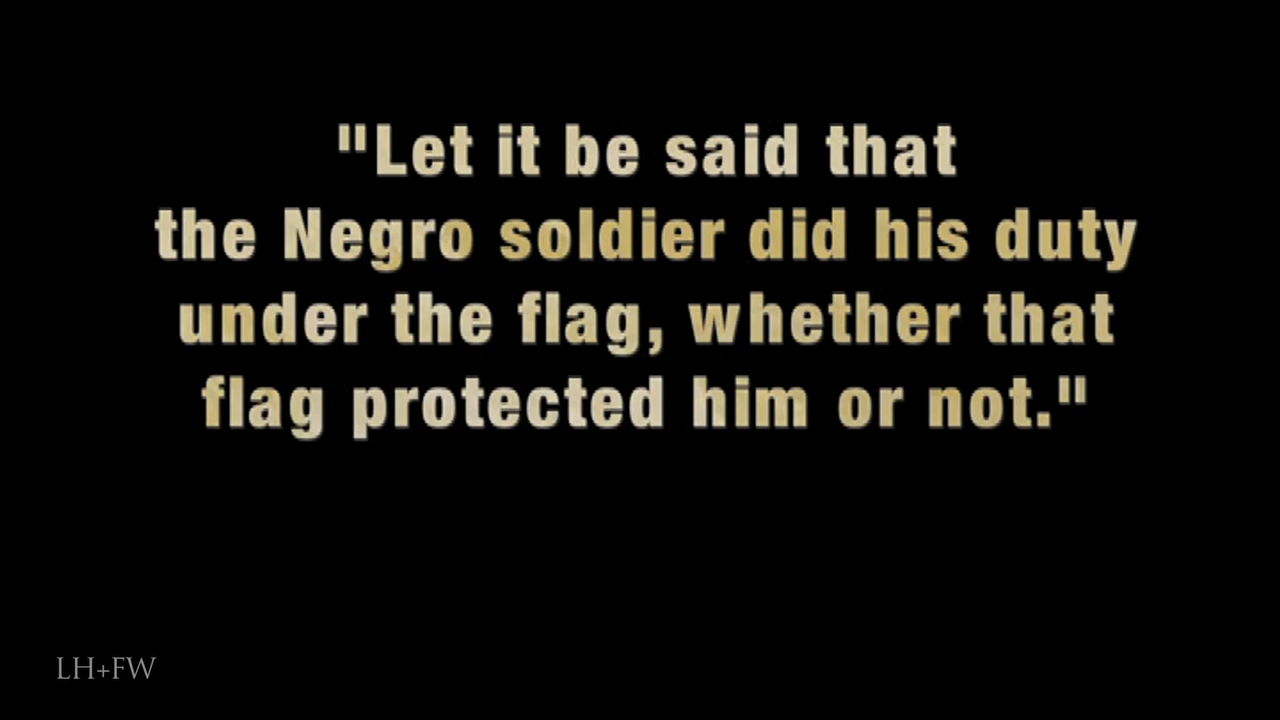 "Let it be said that
the Negro soldier did his duty
under the flag, whether that
flag protected him or not."
LH+FW